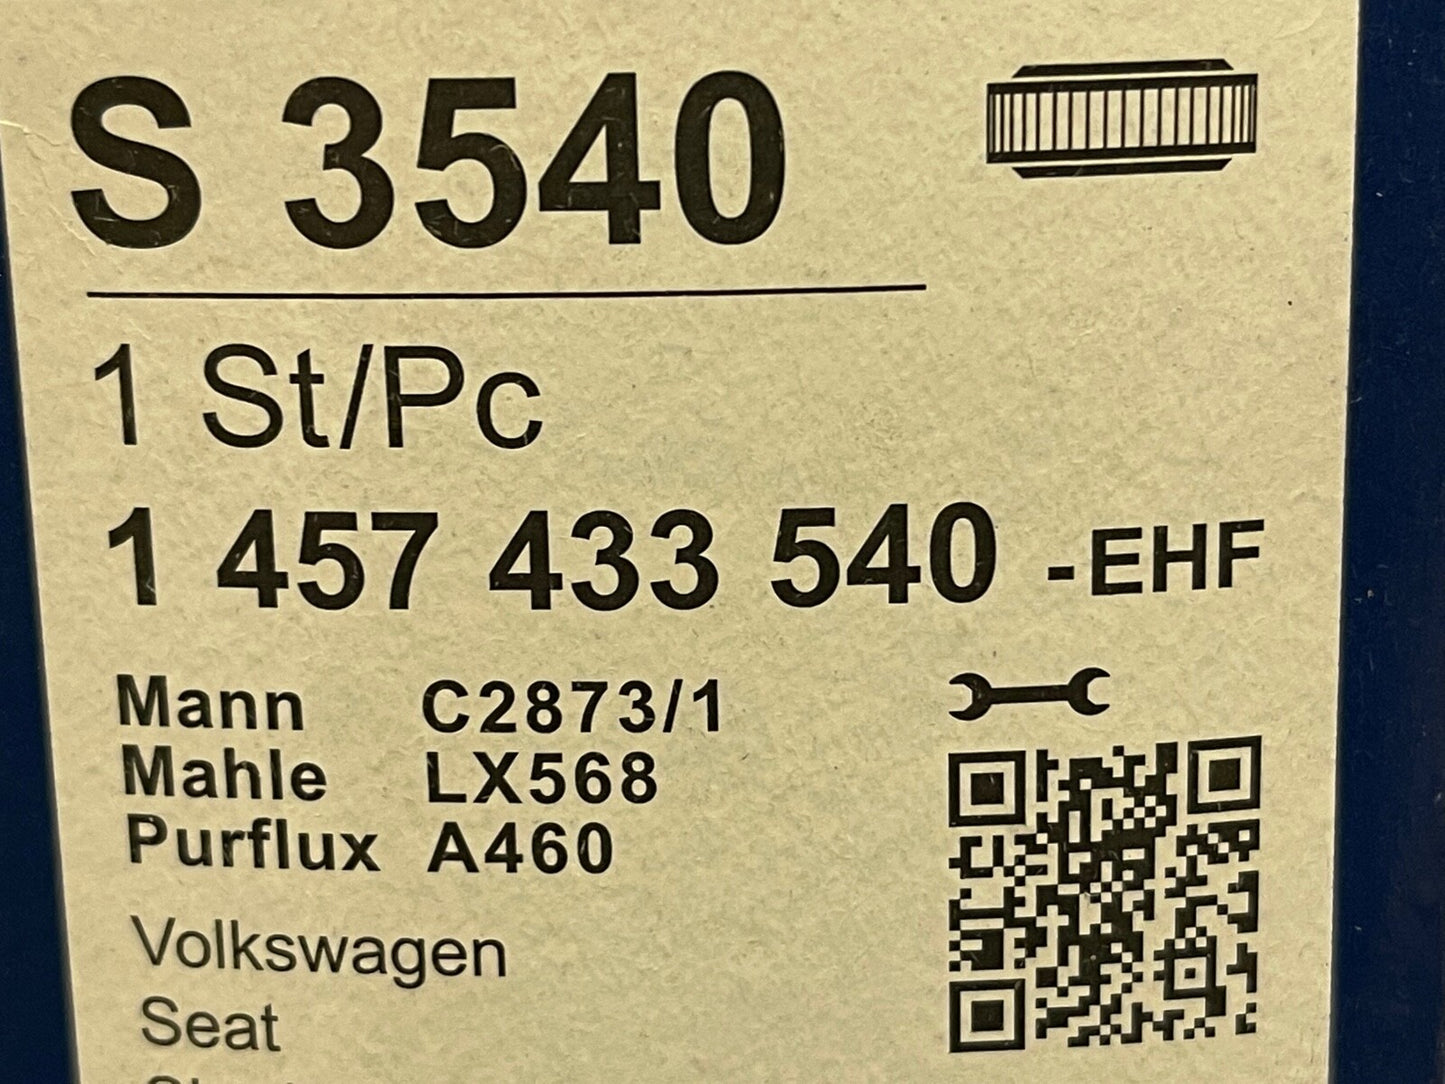 S 3540
1 St/Pc
1 457 433 540 -EHF
Mann C2873/1
Mahle LX568
Purflux A460
Volkswagen
Seat